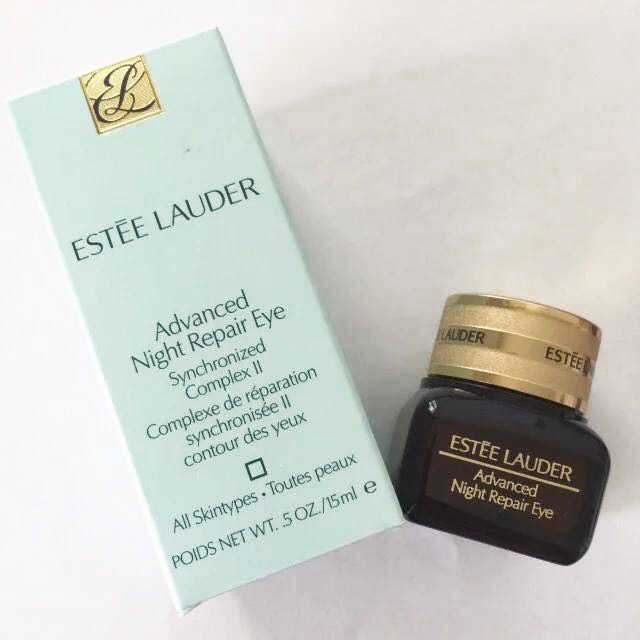 EL
ESTĒE LAUDER
Advanced
Night Repair Eye
Synchronized
Complex II
Complexe de réparation
synchronisée II
contour des yeux
All Skintypes • Toutes peaux
POIDS NET WT. .5 OZ./15ml e
LAUDER
ESTĒE L
ESTĒE LAUDER
Advanced
Night Repair Eye